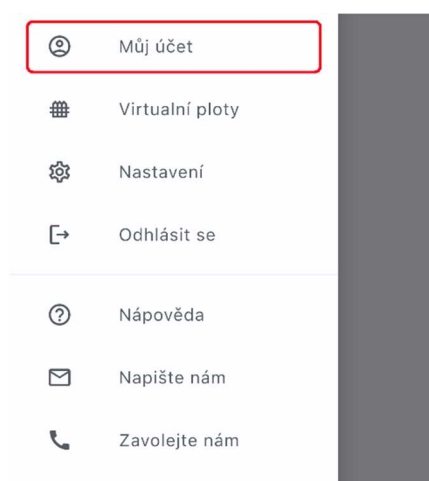 Můj účet
Virtualní ploty
Nastavení
Odhlásit se
Nápověda
Napište nám
Zavolejte nám